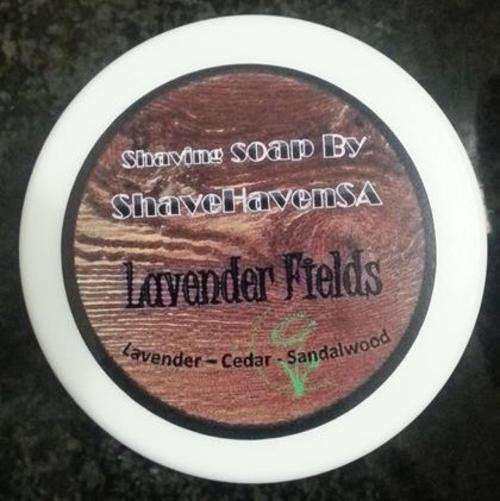 Shaving soap By
ShaveHavenSA
Lavender Fields
Lavender – Cedar - Sandalwood